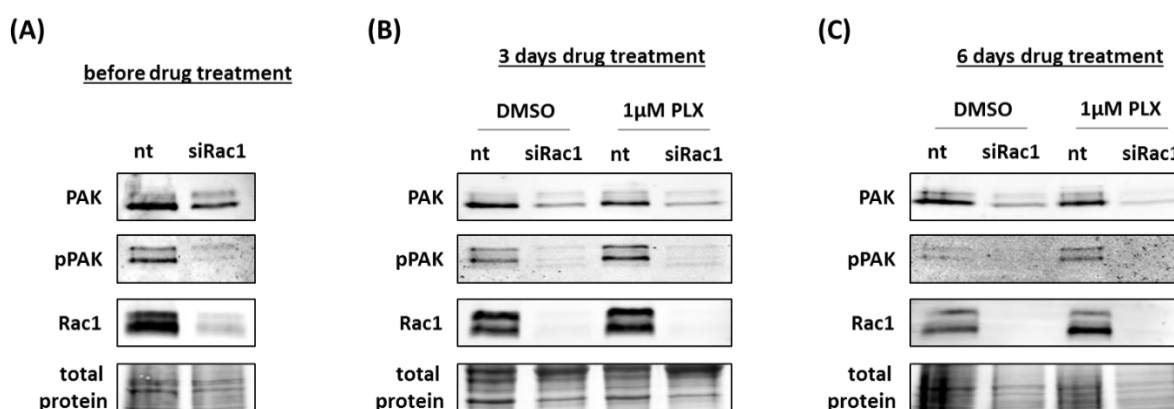 (A)
before drug treatment
nt siRac1
PAK
pPAK
Rac1
total
protein
(B)
3 days drug treatment
DMSO 1µM PLX
nt siRac1 nt siRac1
PAK
pPAK
Rac1
total
protein
(C)
6 days drug treatment
DMSO 1µM PLX
nt siRac1 nt siRac1
PAK
pPAK
Rac1
total
protein